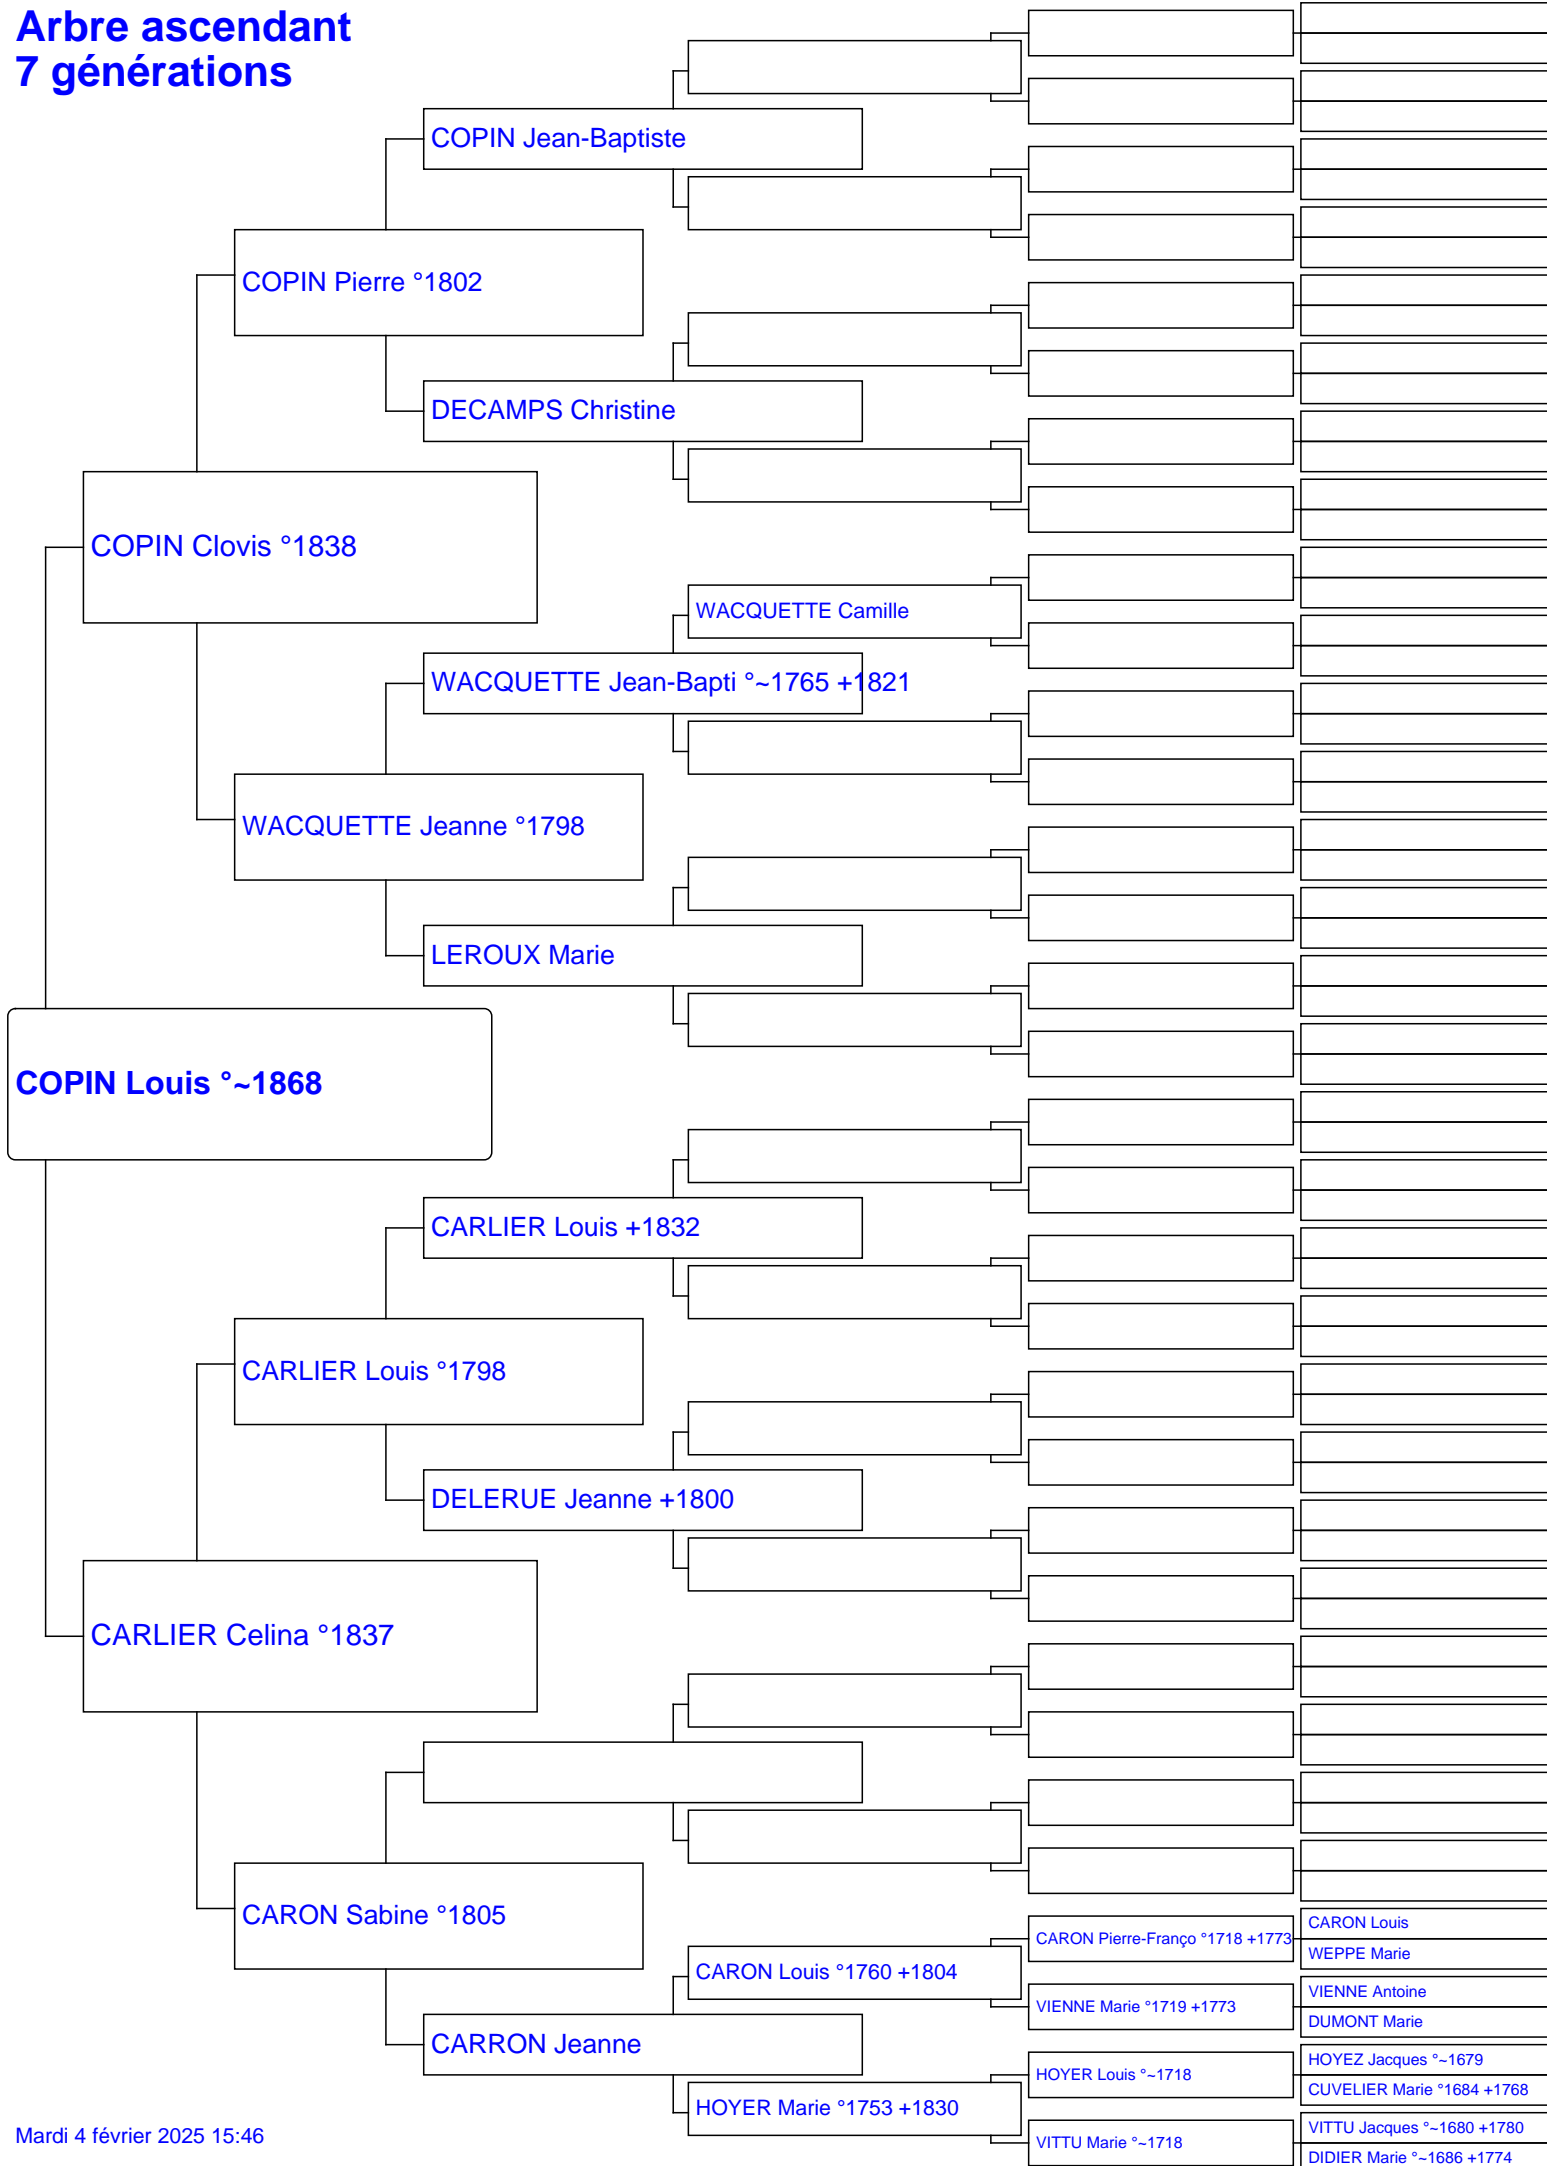 Arbre ascendant
7 générations
COPIN Jean-Baptiste
COPIN Pierre °1802
DECAMPS Christine
COPIN Clovis °1838
WACQUETTE Camille
WACQUETTE Jean-Bapti °~1765 +1821
WACQUETTE Jeanne °1798
LEROUX Marie
COPIN Louis °~1868
CARLIER Louis +1832
CARLIER Louis °1798
DELERUE Jeanne +1800
CARLIER Celina °1837
CARON Sabine °1805
CARON Louis
CARON Pierre-Franço °1718 +1773
WEPPE Marie
CARON Louis °1760 +1804
VIENNE Antoine
VIENNE Marie °1719 +1773
DUMONT Marie
CARRON Jeanne
HOYEZ Jacques °~1679
HOYER Louis °~1718
CUVELIER Marie °1684 +1768
HOYER Marie °1753 +1830
VITTU Jacques °~1680 +1780
VITTU Marie °~1718
DIDIER Marie °~1686 +1774
Mardi 4 février 2025 15:46